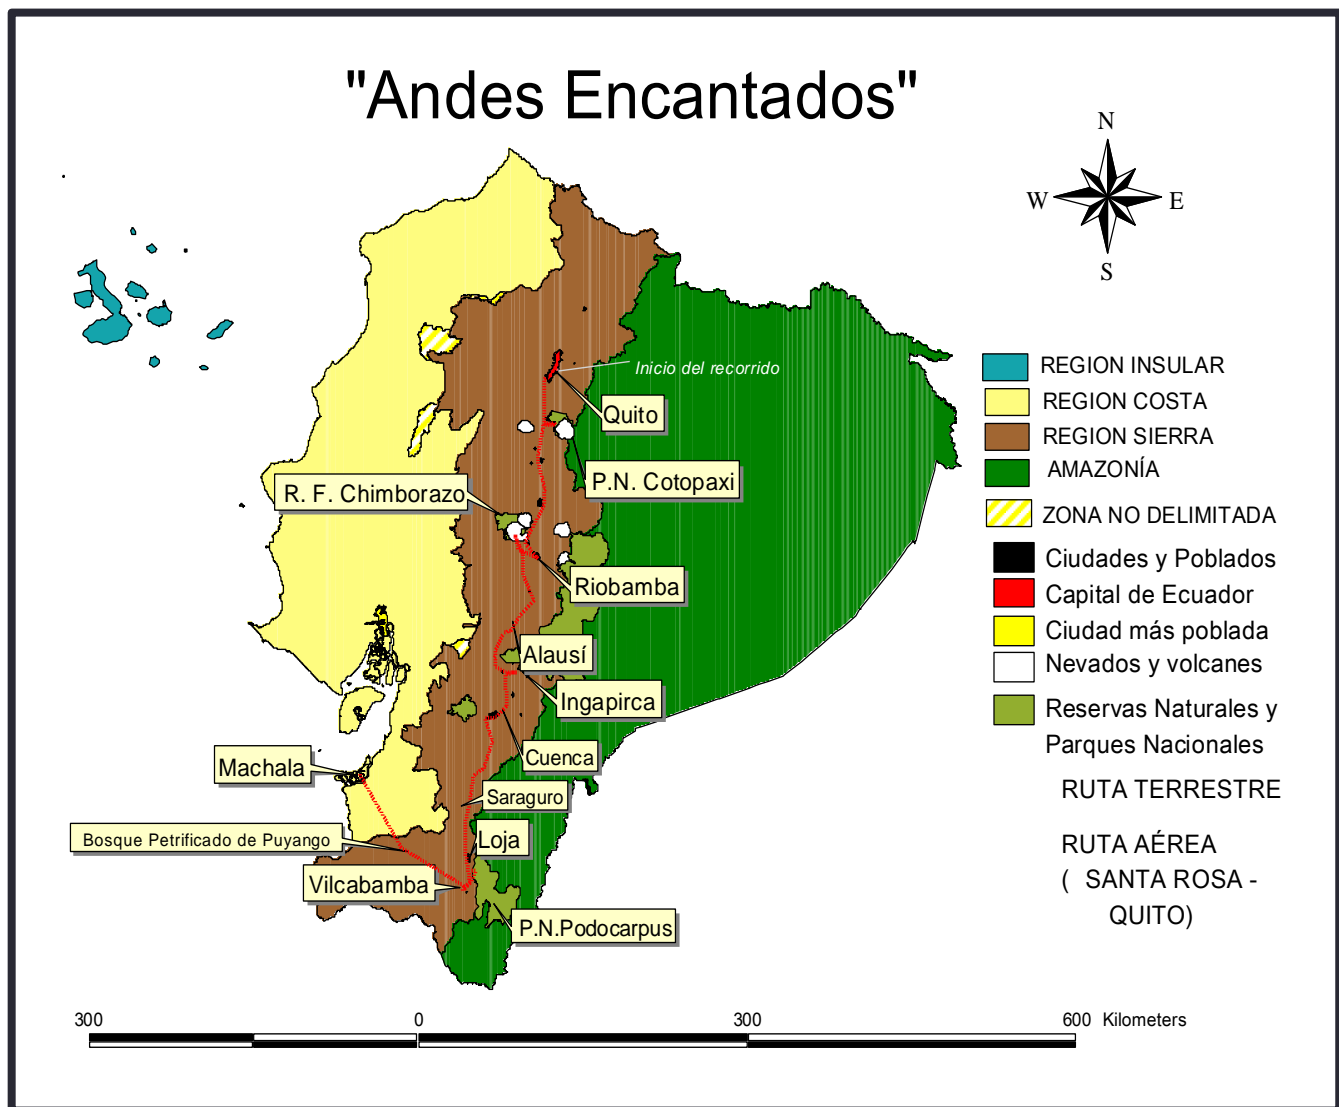 "Andes Encantados"
N
W
E
S
Inicio del recorrido
Quito
P.N. Cotopaxi
R. F. Chimborazo
Riobamba
Alausí
Ingapirca
Cuenca
Machala
Saraguro
Bosque Petrificado de Puyango
Loja
Vilcabamba
P.N.Podocarpus
REGION INSULAR
REGION COSTA
REGION SIERRA
AMAZONÍA
ZONA NO DELIMITADA
Ciudades y Poblados
Capital de Ecuador
Ciudad más poblada
Nevados y volcanes
Reservas Naturales y
Parques Nacionales
RUTA TERRESTRE
RUTA AÉREA
( SANTA ROSA -
QUITO)
300 0 300 600 Kilometers